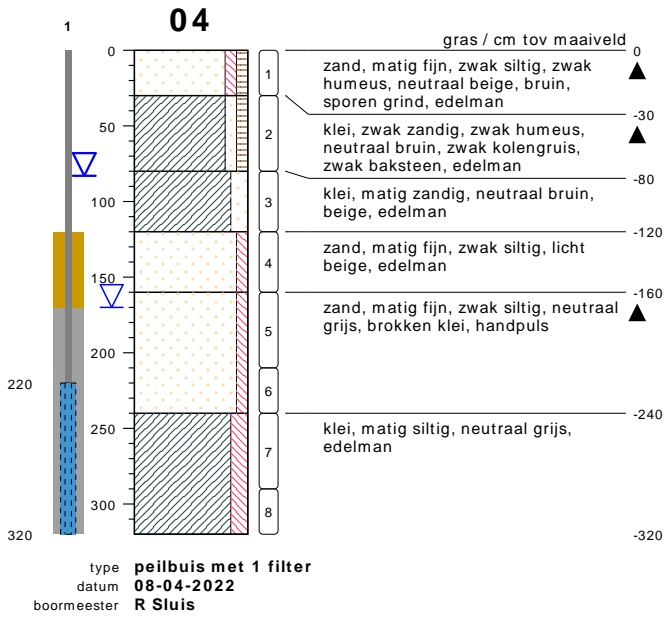 04
1
gras / cm tov maaiveld
0
0
1
zand, matig fijn, zwak siltig, zwak
humeus, neutraal beige, bruin,
sporen grind, edelman
-30
50
2
klei, zwak zandig, zwak humeus,
neutraal bruin, zwak kolengruis,
zwak baksteen, edelman
-80
100
3
klei, matig zandig, neutraal bruin,
beige, edelman
-120
150
4
zand, matig fijn, zwak siltig, licht
beige, edelman
-160
200
5
zand, matig fijn, zwak siltig, neutraal
grijs, brokken klei, handpuls
220
6
-240
250
7
klei, matig siltig, neutraal grijs,
edelman
300
8
320
-320
type peilbuis met 1 filter
datum 08-04-2022
boormeester R Sluis